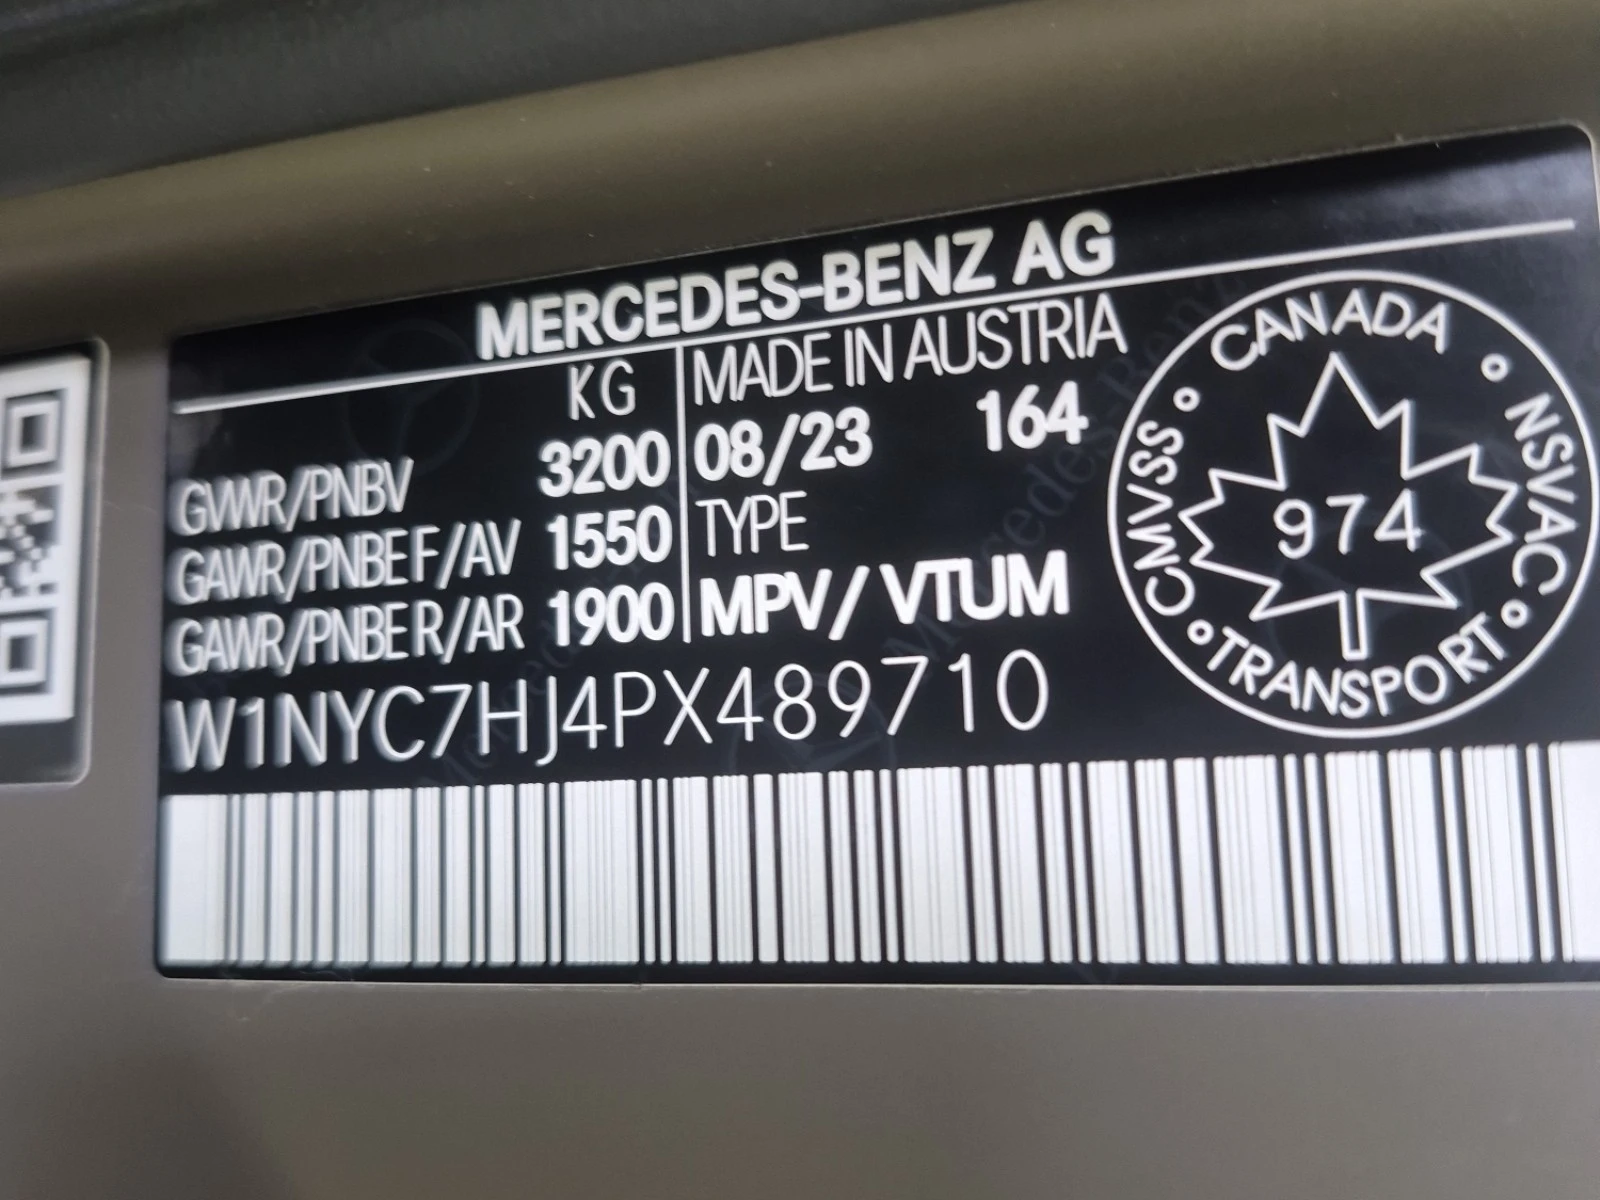 MERCEDES-BENZ AG
KG
MADE IN AUSTRIA
GVWR/PNBV 3200
08/23 164
GAWR/PNBE F/AV 1550
TYPE
GAWR/PNBE R/AR 1900
MPV/VTUM
W1NYC7HJ4PX489710
CANADA
CMVSS
NSVAC
974
TRANSPORT